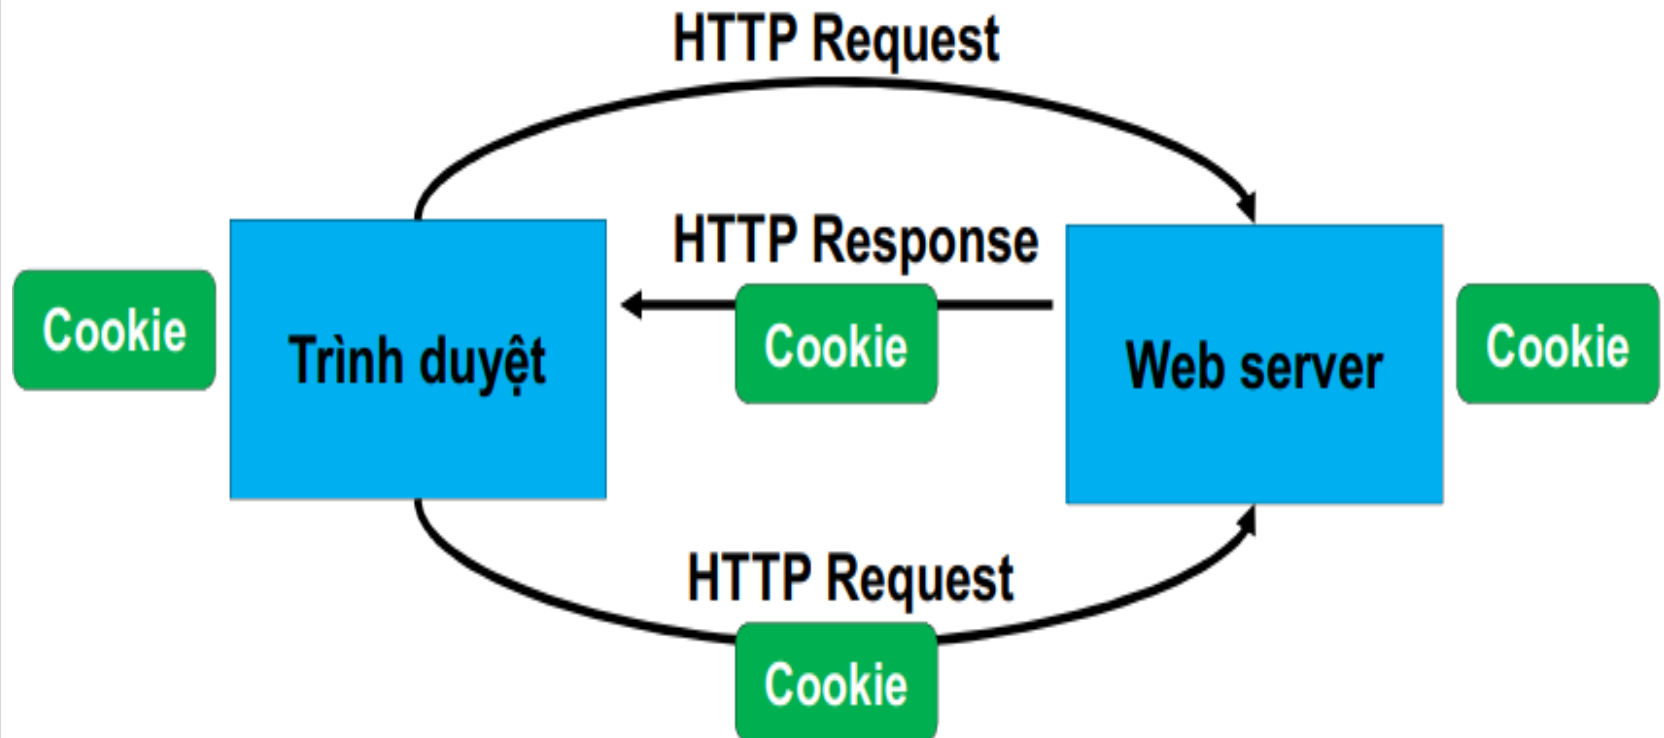 HTTP Request
HTTP Response
Cookie
Trình duyệt
Cookie
Web server
Cookie
HTTP Request
Cookie